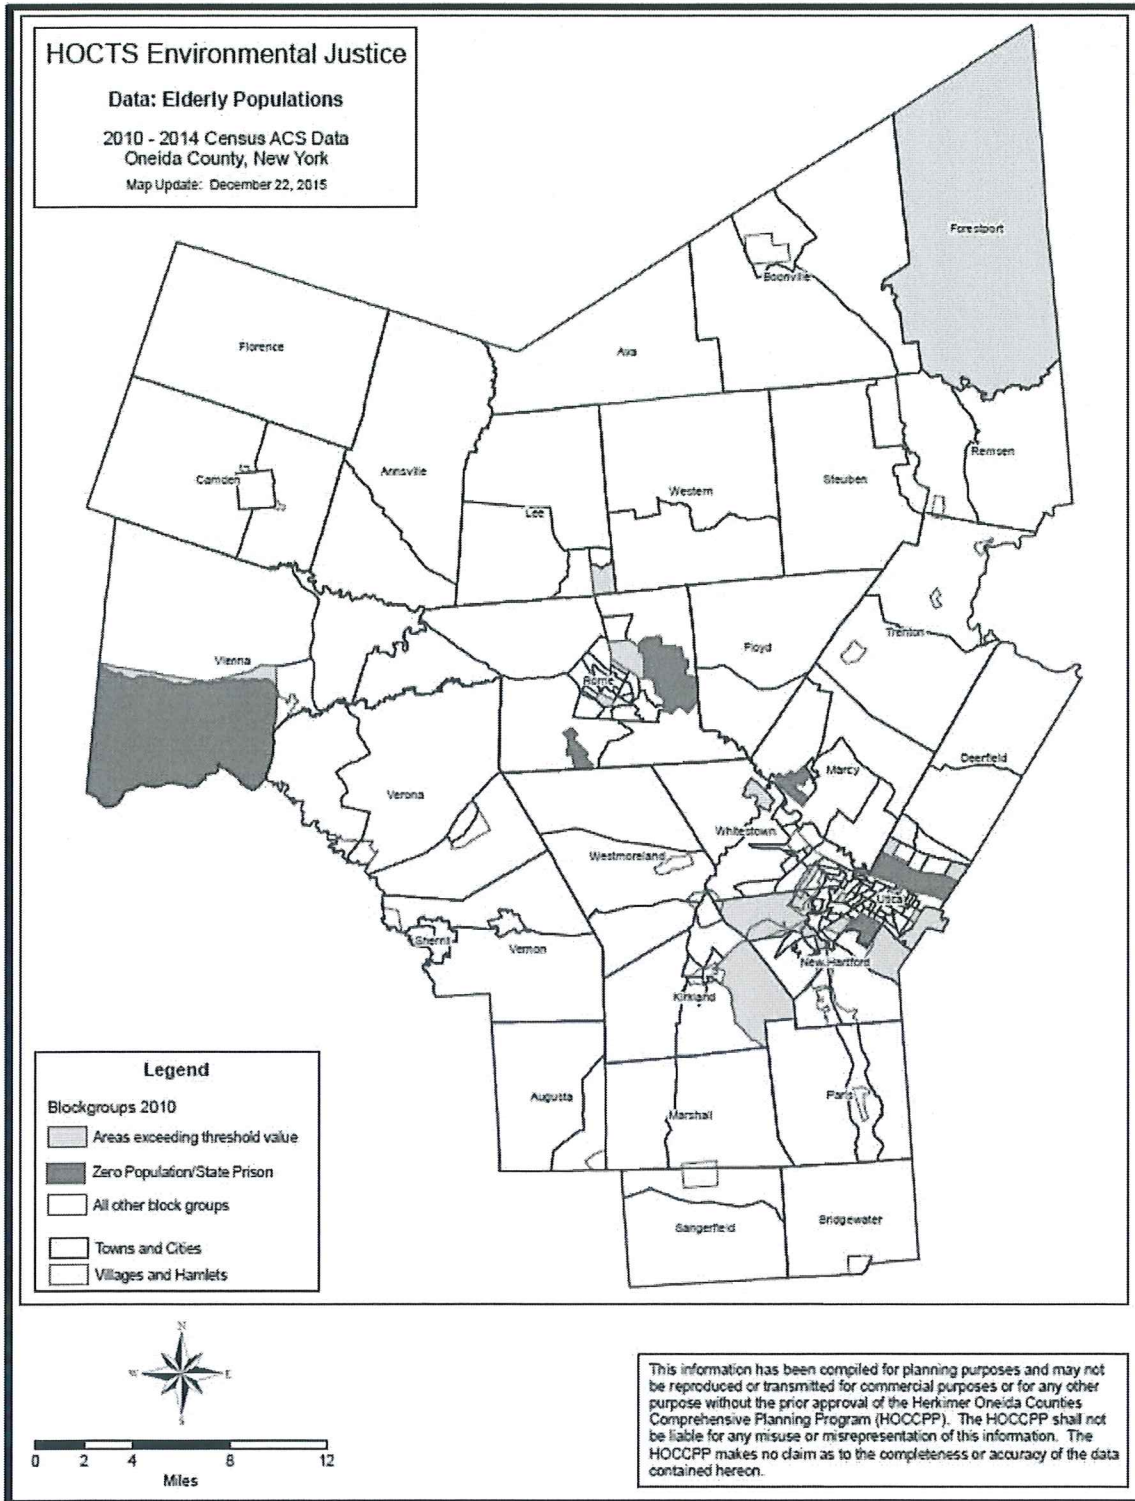 HOCTS Environmental Justice
Data: Elderly Populations
2010 - 2014 Census ACS Data
Oneida County, New York
Map Update: December 22, 2015
Forestport
Boonville
Florence
Ava
Camden
Annsville
Remsen
Steuben
Western
Lee
Vienna
Floyd
Trenton
Rome
Deerfield
Marcy
Verona
Whitestown
Westmoreland
Utica
Sherrill
Vernon
New Hartford
Kirkland
Augusta
Marshall
Paris
Sangerfield
Bridgewater
Legend
Blockgroups 2010
Areas exceeding threshold value
Zero Population/State Prison
All other block groups
Towns and Cities
Villages and Hamlets
N
W E
S
0 2 4 8 12
Miles
This information has been compiled for planning purposes and may not
be reproduced or transmitted for commercial purposes or for any other
purpose without the prior approval of the Herkimer Oneida Counties
Comprehensive Planning Program (HOCCPP). The HOCCPP shall not
be liable for any misuse or misrepresentation of this information. The
HOCCPP makes no claim as to the completeness or accuracy of the data
contained hereon.